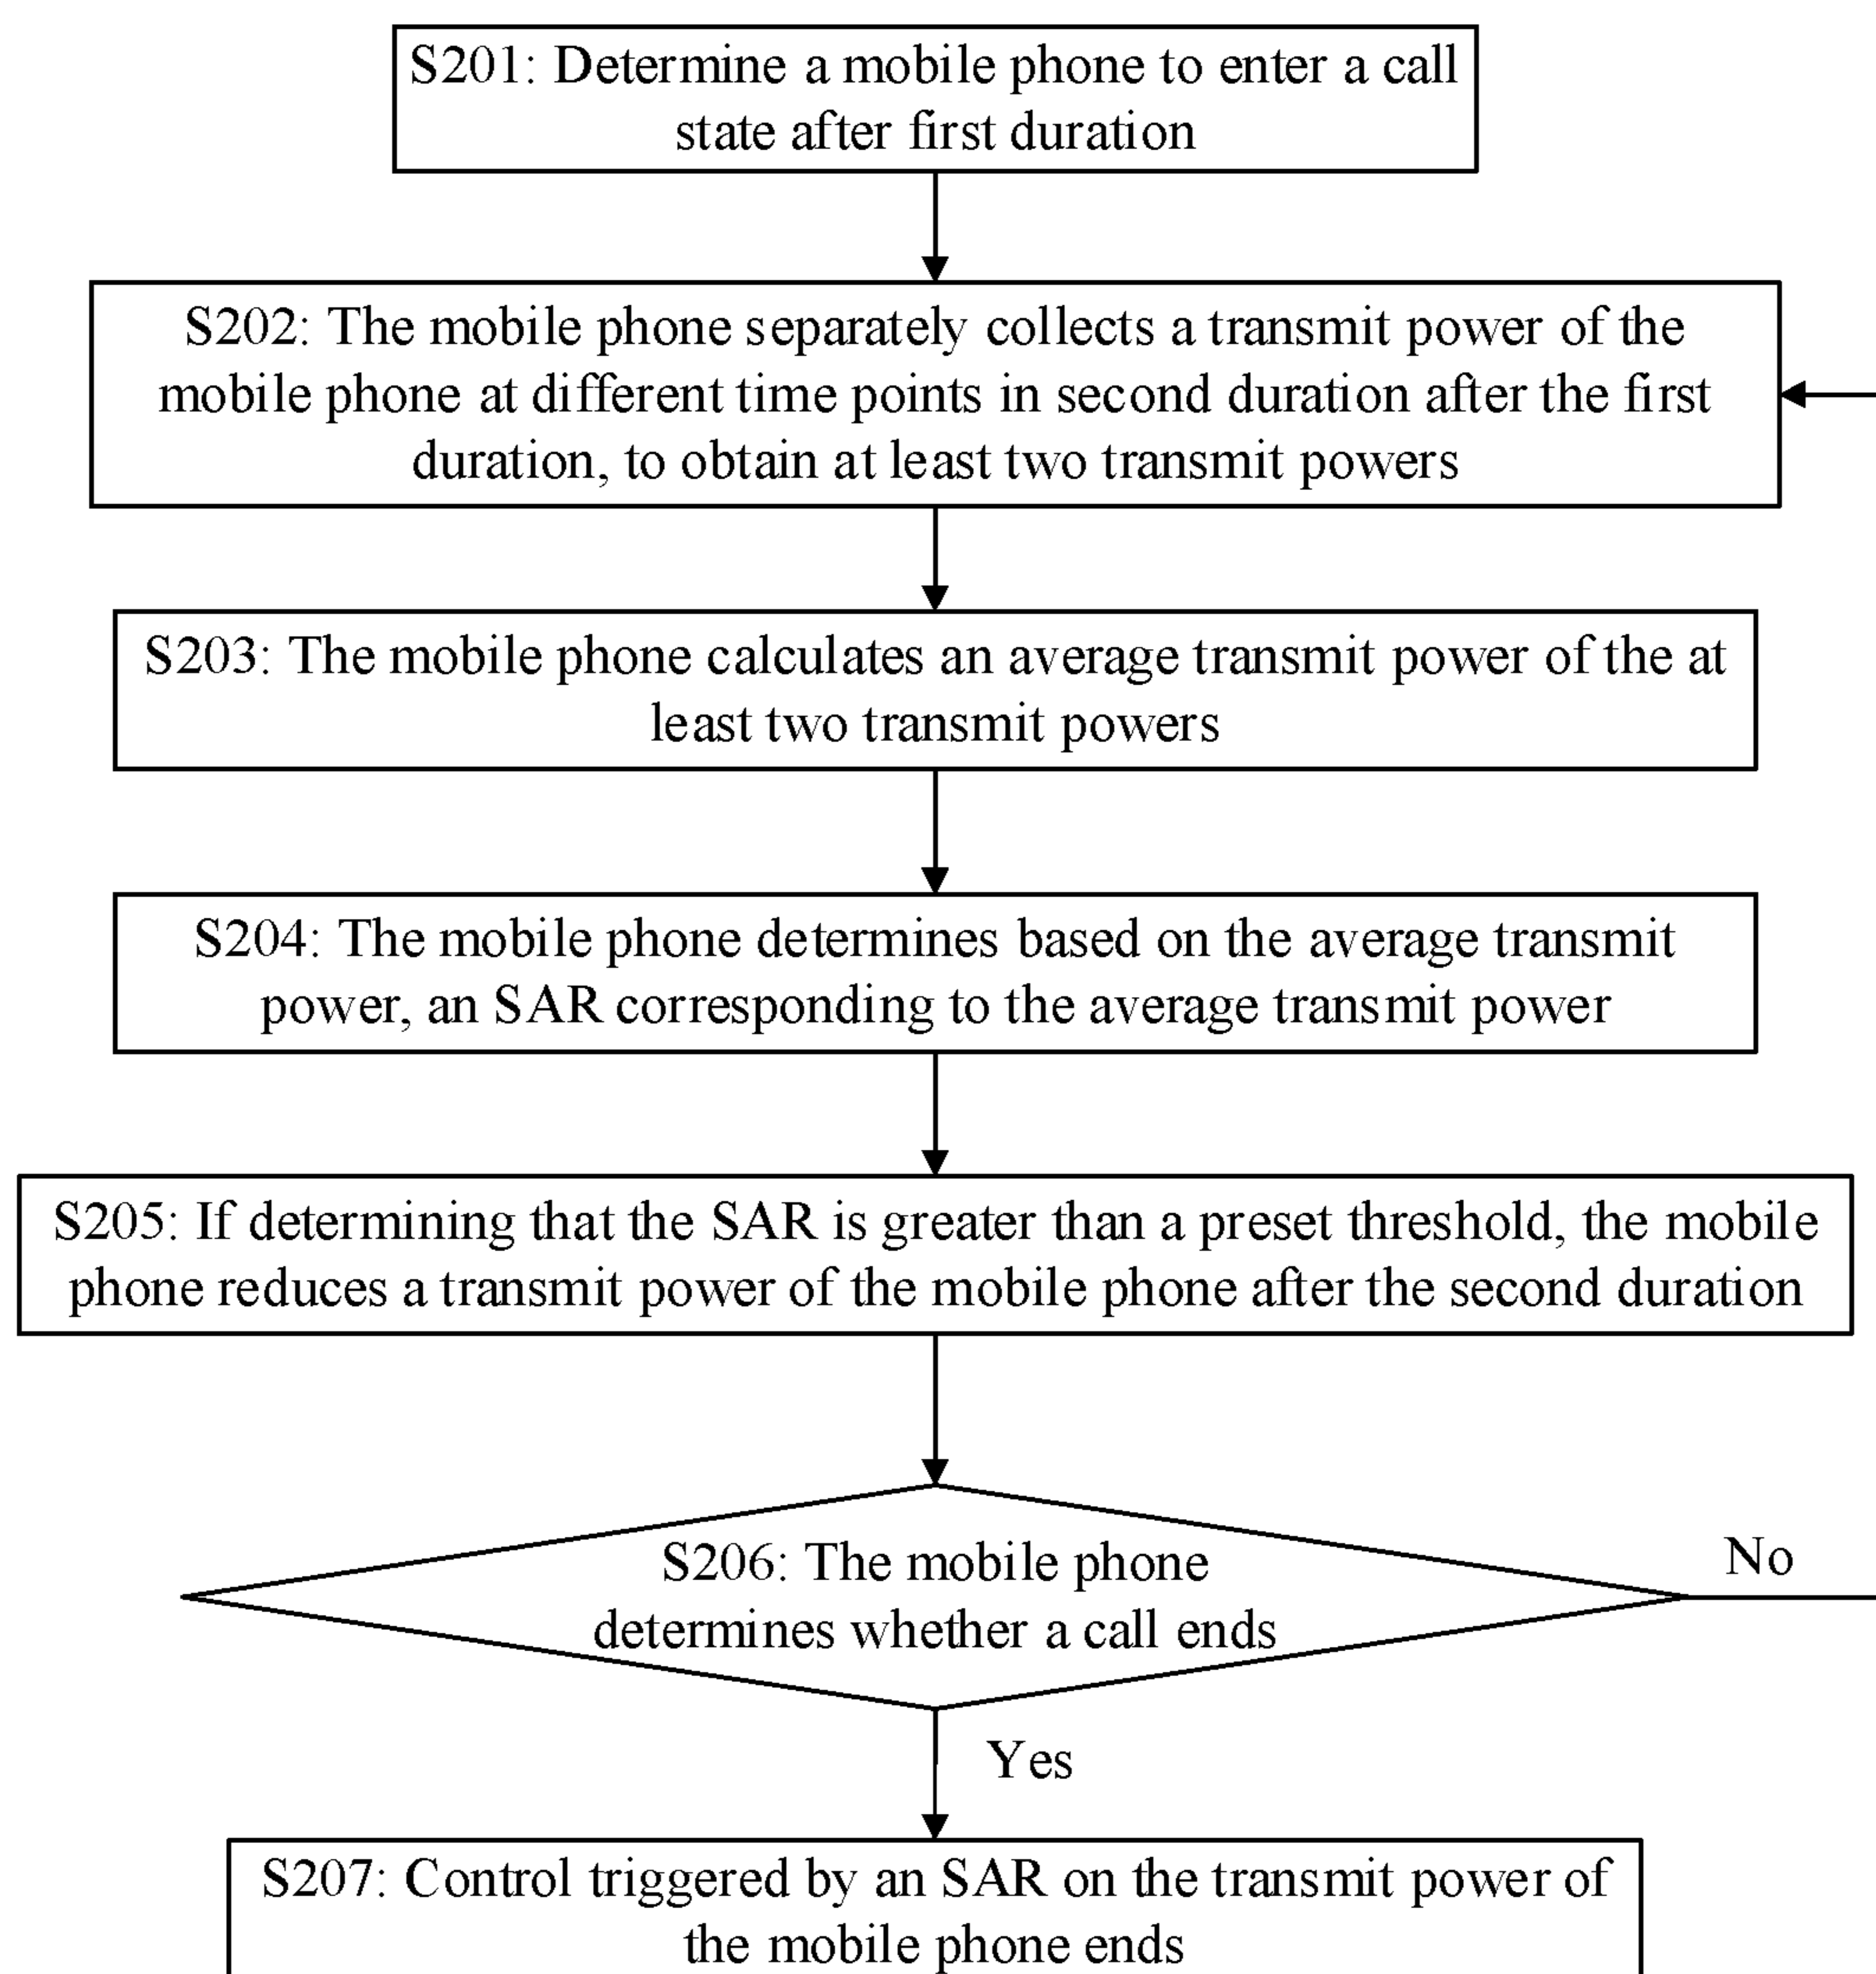 S201: Determine a mobile phone to enter a call
state after first duration
S202: The mobile phone separately collects a transmit power of the
mobile phone at different time points in second duration after the first
duration, to obtain at least two transmit powers
S203: The mobile phone calculates an average transmit power of the at
least two transmit powers
S204: The mobile phone determines based on the average transmit
power, an SAR corresponding to the average transmit power
S205: If determining that the SAR is greater than a preset threshold, the mobile
phone reduces a transmit power of the mobile phone after the second duration
S206: The mobile phone
determines whether a call ends
No
Yes
S207: Control triggered by an SAR on the transmit power of
the mobile phone ends